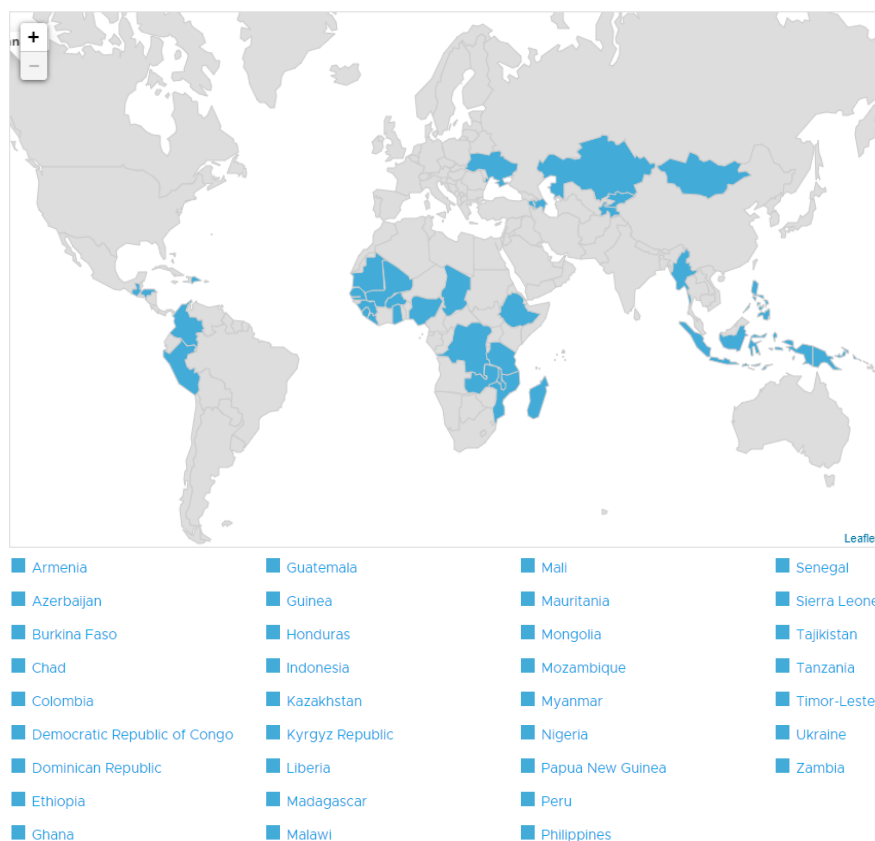 +
an
−
Leafle
Armenia
Guatemala
Mali
Senegal
Azerbaijan
Guinea
Mauritania
Sierra Leone
Burkina Faso
Honduras
Mongolia
Tajikistan
Chad
Indonesia
Mozambique
Tanzania
Colombia
Kazakhstan
Myanmar
Timor-Leste
Democratic Republic of Congo
Kyrgyz Republic
Nigeria
Ukraine
Dominican Republic
Liberia
Papua New Guinea
Zambia
Ethiopia
Madagascar
Peru
Ghana
Malawi
Philippines